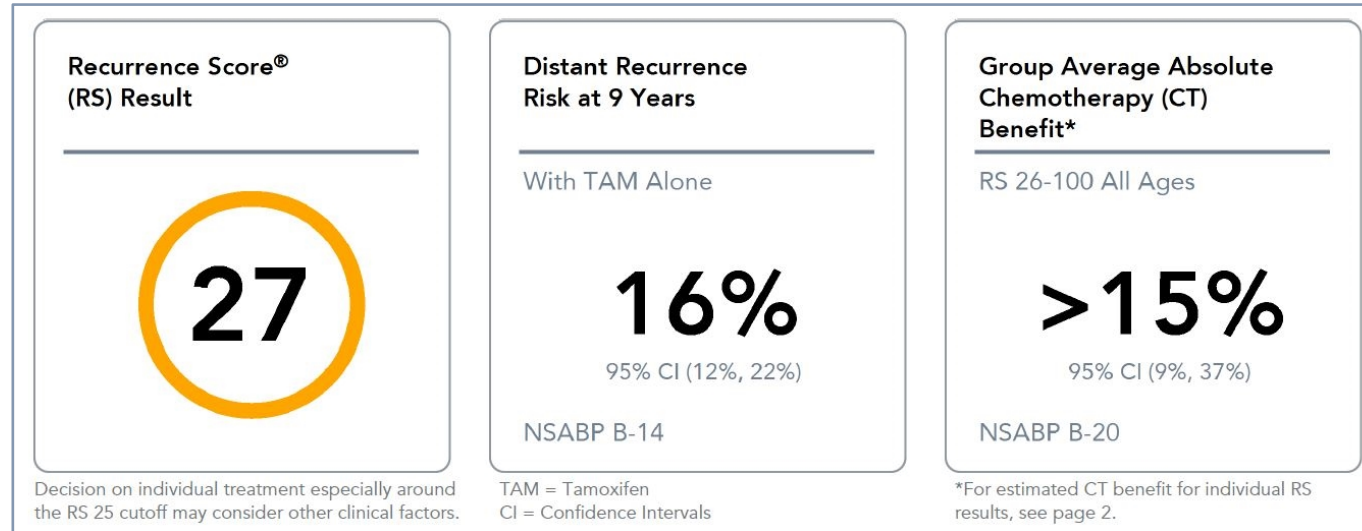 Recurrence Score®
(RS) Result
27
Decision on individual treatment especially around
the RS 25 cutoff may consider other clinical factors.
Distant Recurrence
Risk at 9 Years
With TAM Alone
16%
95% CI (12%, 22%)
NSABP B-14
TAM = Tamoxifen
CI = Confidence Intervals
Group Average Absolute
Chemotherapy (CT)
Benefit*
RS 26-100 All Ages
>15%
95% CI (9%, 37%)
NSABP B-20
*For estimated CT benefit for individual RS
results, see page 2.